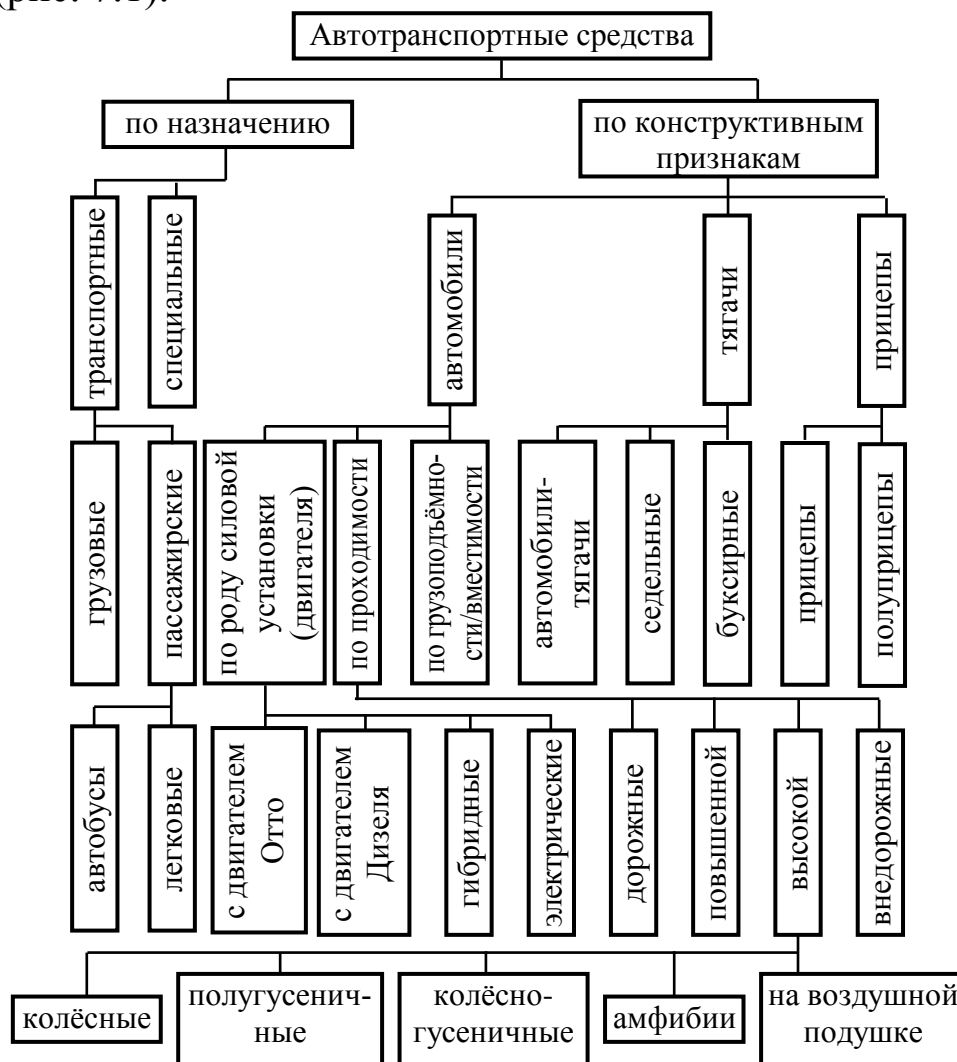 (рис. 7.1).
Автотранспортные средства
по назначению
по конструктивным
признакам
транспортные
специальные
автомобили
тягачи
прицепы
грузовые
пассажирские
по роду силовой
установки
(двигателя)
по проходимости
по грузоподъёмно-
сти/вместимости
автомобили-
тягачи
седельные
буксирные
прицепы
полуприцепы
автобусы
легковые
с двигателем
Отто
с двигателем
Дизеля
гибридные
электрические
дорожные
повышенной
высокой
внедорожные
колёсные
полугусенич-
ные
колёсно-
гусеничные
амфибии
на воздушной
подушке